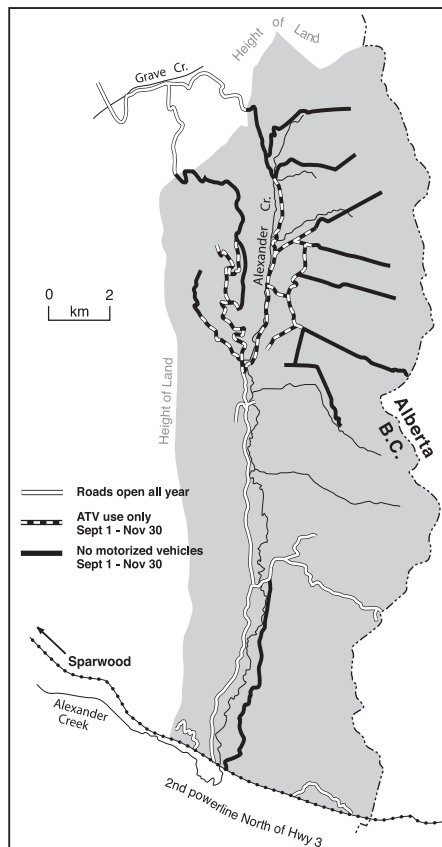 Height of Land
Grave Cr.
Alexander Cr.
0 2
km
Height of Land
Alberta
B.C.
Roads open all year
ATV use only
Sept 1 - Nov 30
No motorized vehicles
Sept 1 - Nov 30
Sparwood
Alexander
Creek
2nd powerline North of Hwy 3